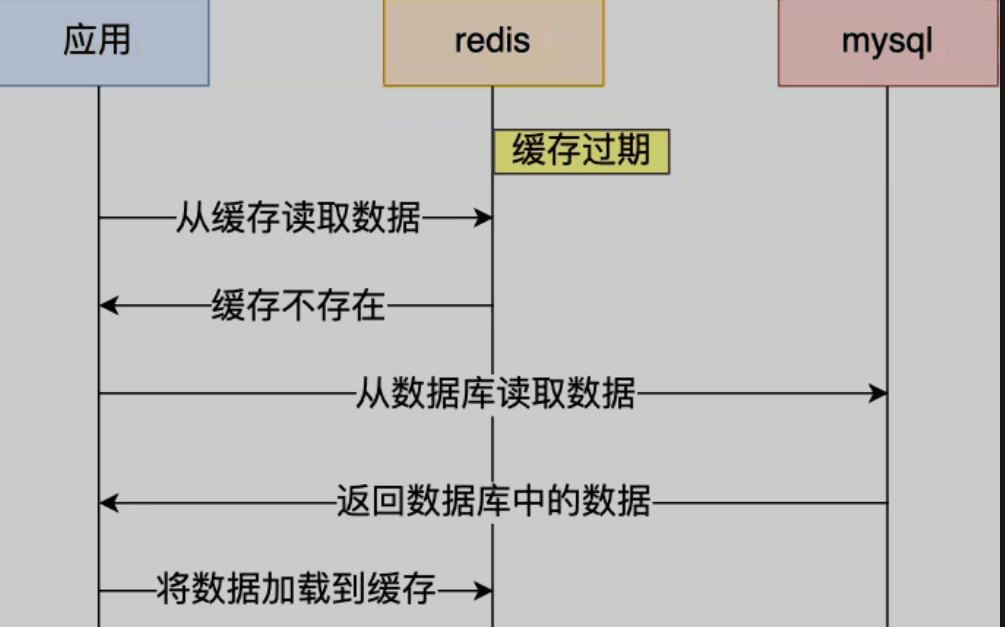 应用
redis
mysql
缓存过期
从缓存读取数据
缓存不存在
从数据库读取数据
返回数据库中的数据
将数据加载到缓存